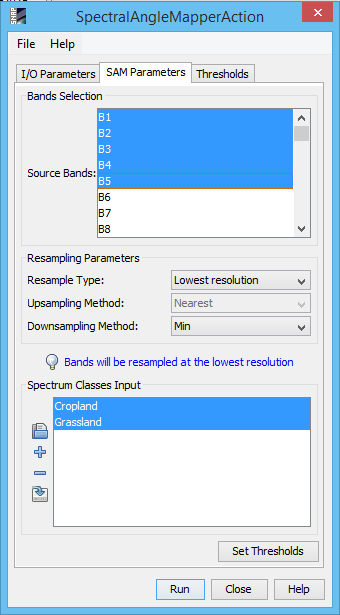 SNAP
SpectralAngleMapperAction
File Help
I/O Parameters SAM Parameters Thresholds
Bands Selection
Source Bands:
B1
B2
B3
B4
B5
B6
B7
B8
Resampling Parameters
Resample Type: Lowest resolution
Upsampling Method: Nearest
Downsampling Method: Min
Bands will be resampled at the lowest resolution
Spectrum Classes Input
Cropland
Grassland
Set Thresholds
Run Close Help